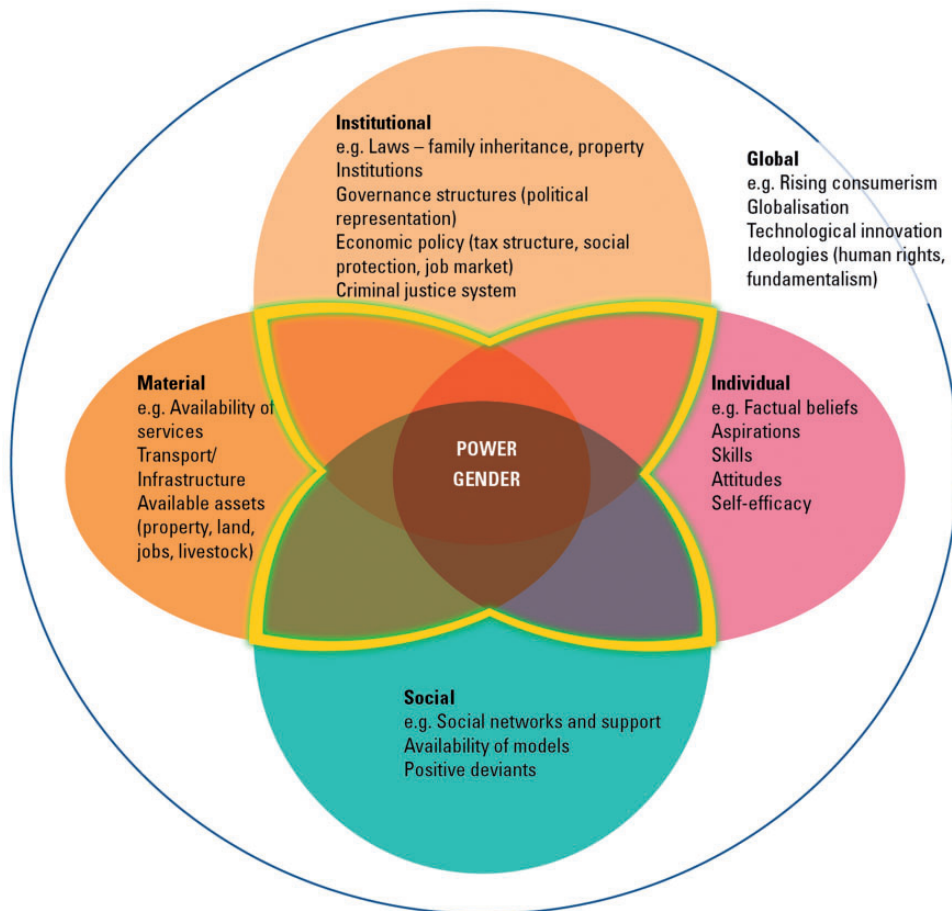 Institutional
e.g. Laws – family inheritance, property
Institutions
Governance structures (political
representation)
Economic policy (tax structure, social
protection, job market)
Criminal justice system
Global
e.g. Rising consumerism
Globalisation
Technological innovation
Ideologies (human rights,
fundamentalism)
Material
e.g. Availability of
services
Transport/
Infrastructure
Available assets
(property, land,
jobs, livestock)
POWER
GENDER
Individual
e.g. Factual beliefs
Aspirations
Skills
Attitudes
Self-efficacy
Social
e.g. Social networks and support
Availability of models
Positive deviants